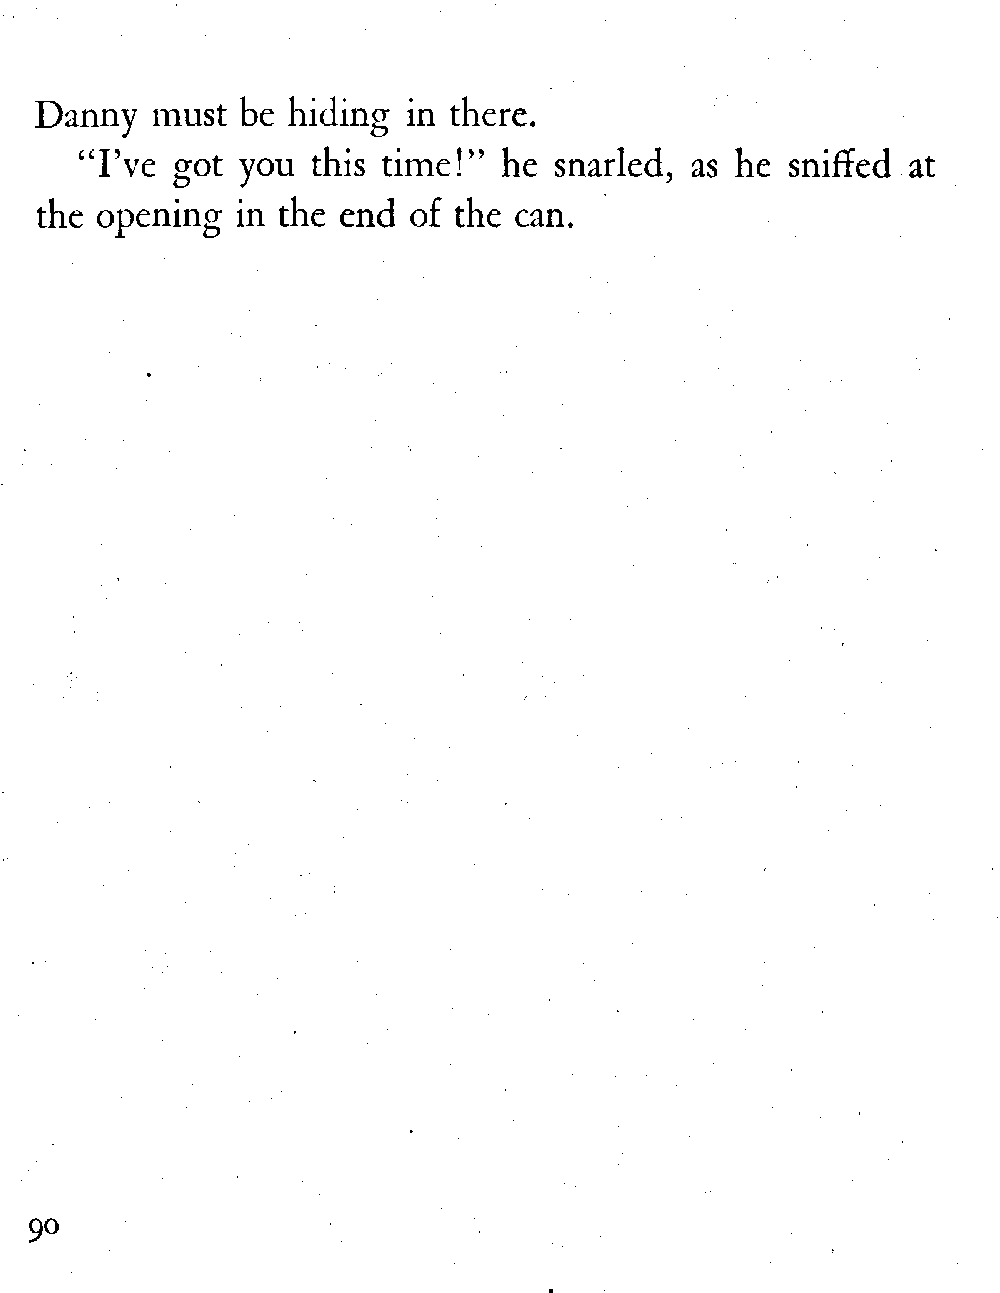 Danny must be hiding in there.
“I’ve got you this time!” he snarled, as he sniffed at
the opening in the end of the can.
90